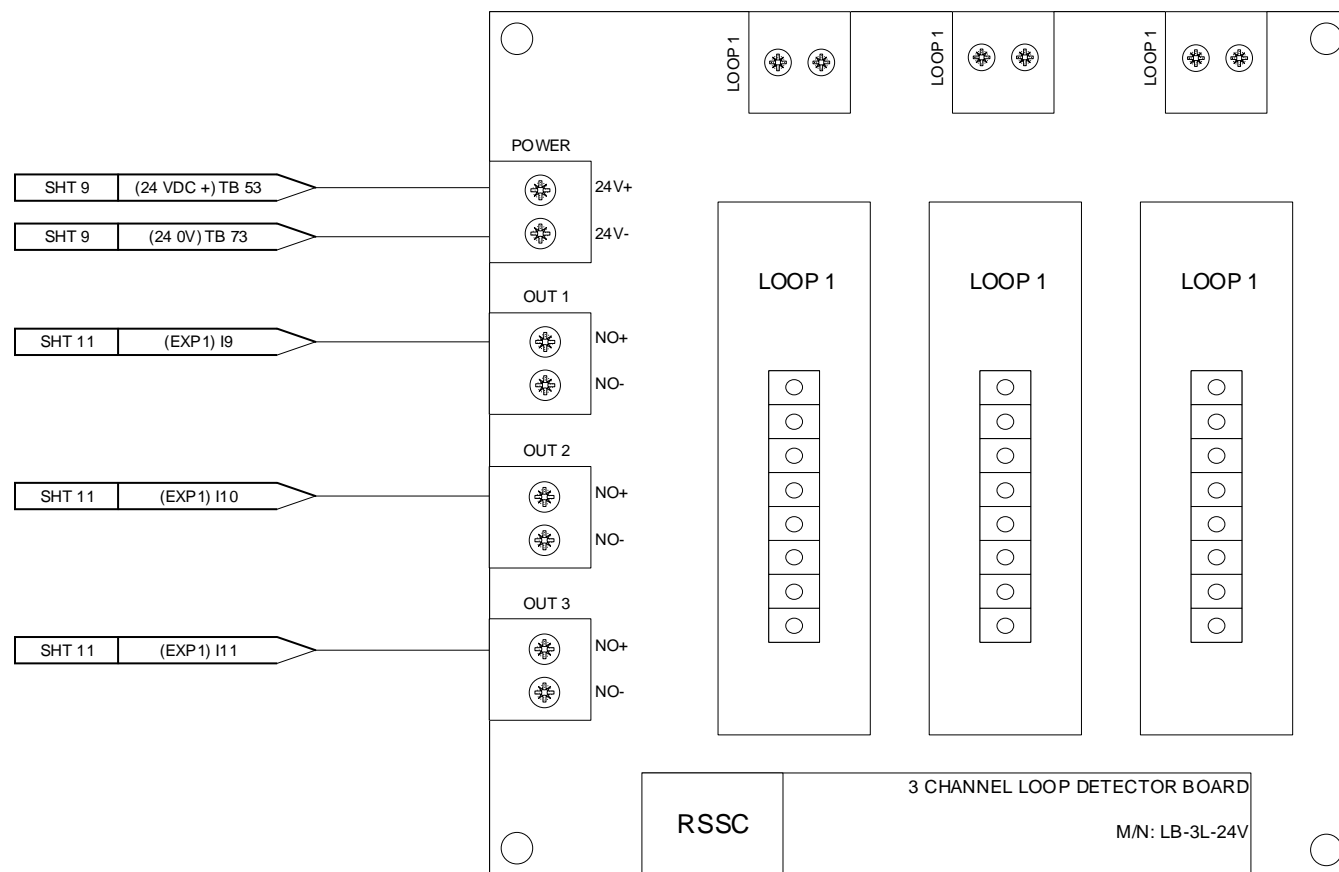 LOOP 1
LOOP 1
LOOP 1
POWER
SHT 9 (24 VDC +) TB 53 24V+
SHT 9 (24 0V) TB 73 24V-
OUT 1
SHT 11 (EXP1) I9 NO+
NO-
OUT 2
SHT 11 (EXP1) I10 NO+
NO-
OUT 3
SHT 11 (EXP1) I11 NO+
NO-
LOOP 1
LOOP 1
LOOP 1
RSSC
3 CHANNEL LOOP DETECTOR BOARD
M/N: LB-3L-24V